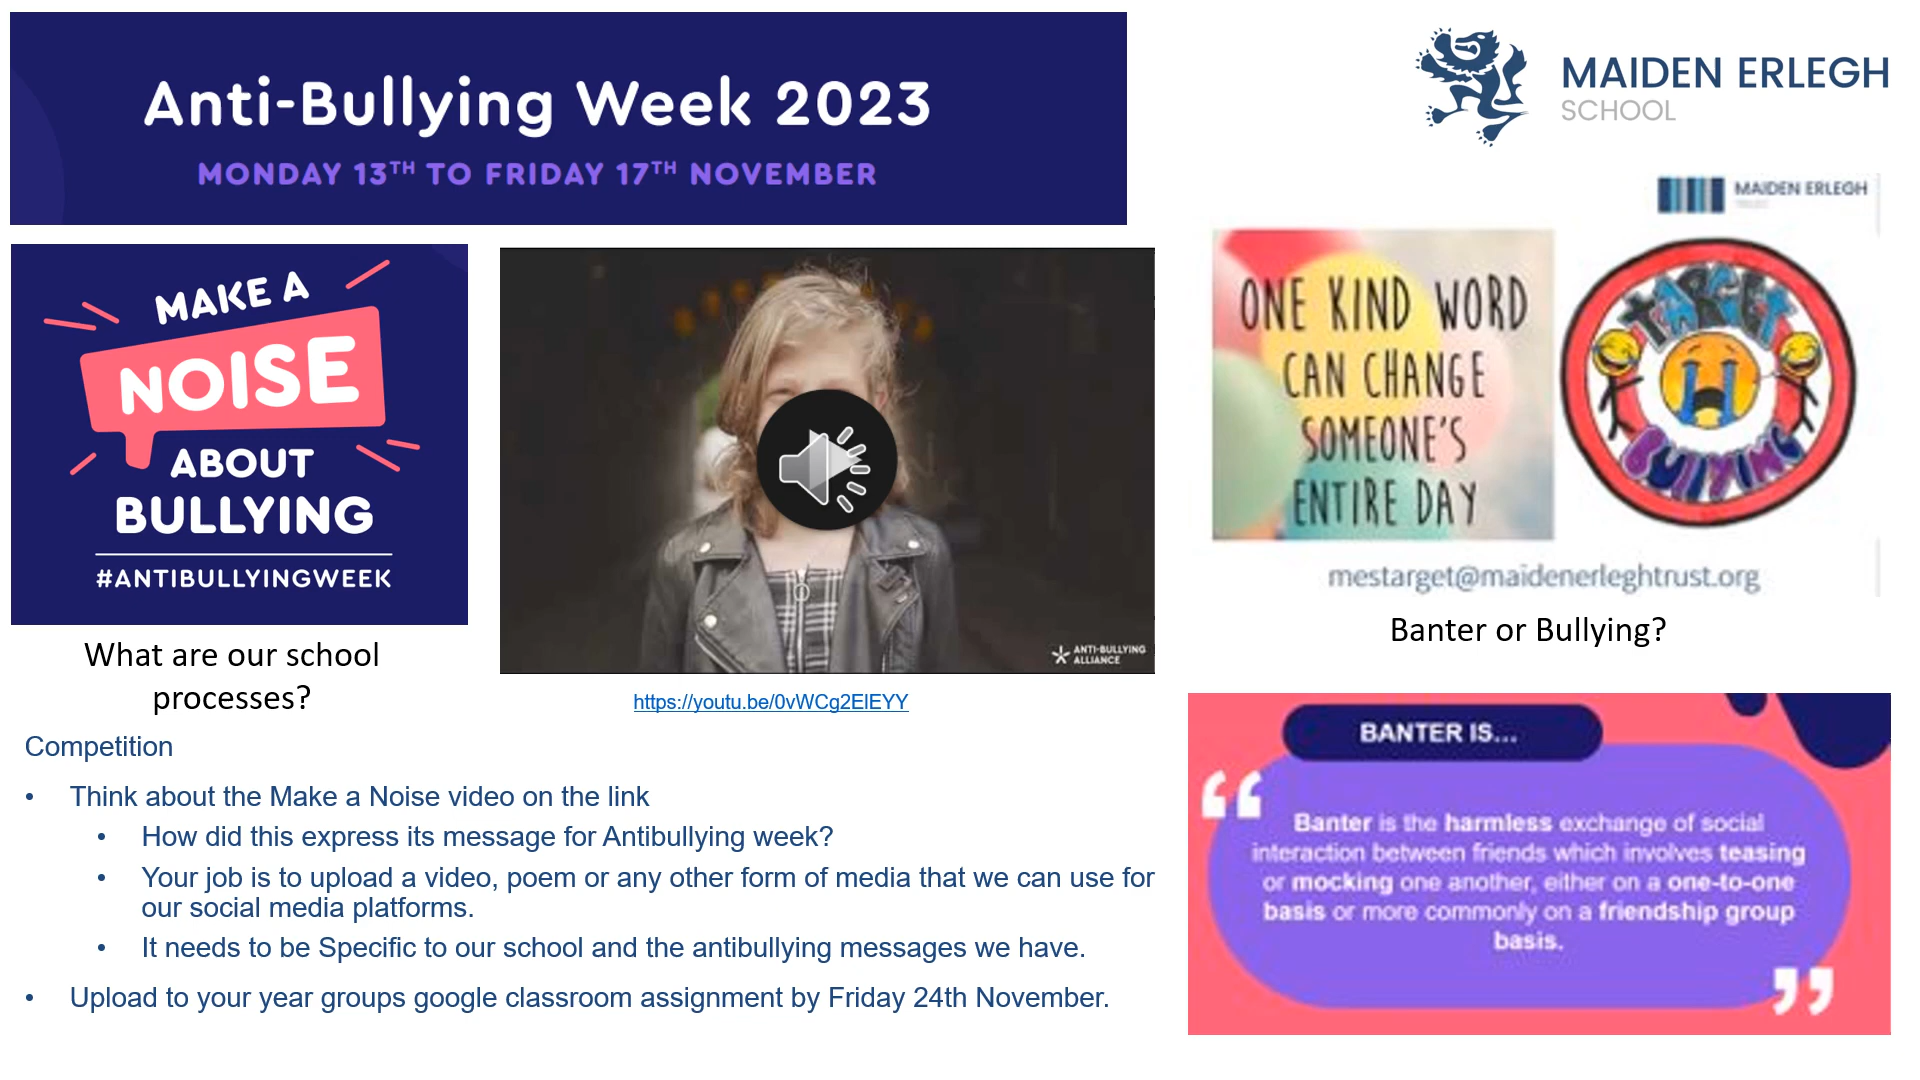 Anti-Bullying Week 2023
MONDAY 13TH TO FRIDAY 17TH NOVEMBER
MAIDEN ERLEGH
SCHOOL
MAKE A
NOISE
ABOUT
BULLYING
#ANTIBULLYINGWEEK
What are our school
processes?
ANTI-BULLYING
ALLIANCE
https://youtu.be/0vWCg2ElEYY
MAIDEN ERLEGH
ONE KIND WORD
CAN CHANGE
SOMEONE'S
ENTIRE DAY
TARGET
BULLYING
mestarget@maidenerleghtrust.org
Banter or Bullying?
Competition
• Think about the Make a Noise video on the link
• How did this express its message for Antibullying week?
• Your job is to upload a video, poem or any other form of media that we can use for
our social media platforms.
• It needs to be Specific to our school and the antibullying messages we have.
• Upload to your year groups google classroom assignment by Friday 24th November.
BANTER IS...
“
Banter is the harmless exchange of social
interaction between friends which involves teasing
or mocking one another, either on a one-to-one
basis or more commonly on a friendship group
basis.
”